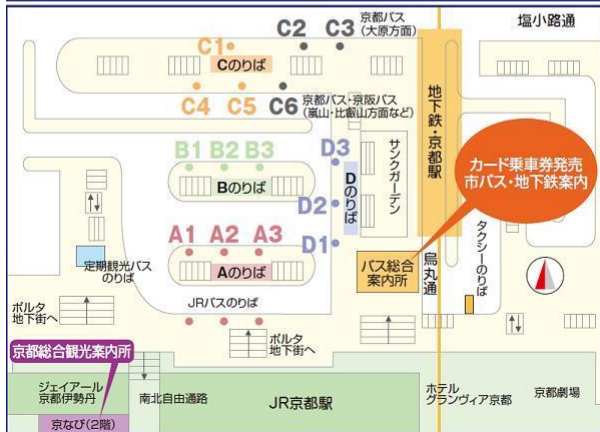 塩小路通
C1
C2
C3
京都バス
(大原方面)
Cのりば
C4
C5
C6
京都バス・京阪バス
(嵐山・比叡山方面など)
地下鉄・京都駅
カード乗車券発売
市バス・地下鉄案内
B1
B2
B3
Bのりば
D3
D2
D1
Dのりば
サンクガーデン
A1
A2
A3
Aのりば
定期観光バス
のりば
JRバスのりば
バス総合
案内所
烏丸通
タクシーのりば
ポルタ
地下街へ
ポルタ
地下街へ
京都総合観光案内所
ジェイアール
京都伊勢丹
京なび(2階)
南北自由通路
JR京都駅
ホテル
グランヴィア京都
京都劇場